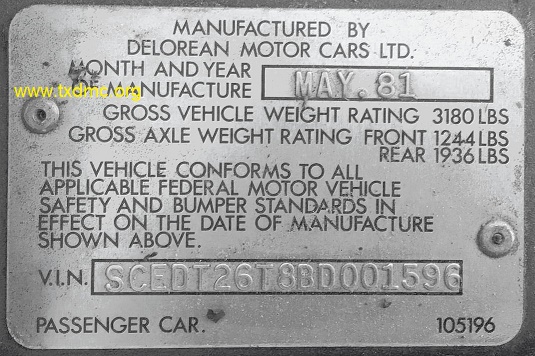 MANUFACTURED BY
DELOREAN MOTOR CARS LTD.
MONTH AND YEAR
OF MANUFACTURE MAY.81
www.txdmc.org
GROSS VEHICLE WEIGHT RATING 3180 LBS
GROSS AXLE WEIGHT RATING FRONT 1244 LBS
REAR 1936 LBS
THIS VEHICLE CONFORMS TO ALL
APPLICABLE FEDERAL MOTOR VEHICLE
SAFETY AND BUMPER STANDARDS IN
EFFECT ON THE DATE OF MANUFACTURE
SHOWN ABOVE.
V.I.N. SCEDT26T8BD001596
PASSENGER CAR. 105196